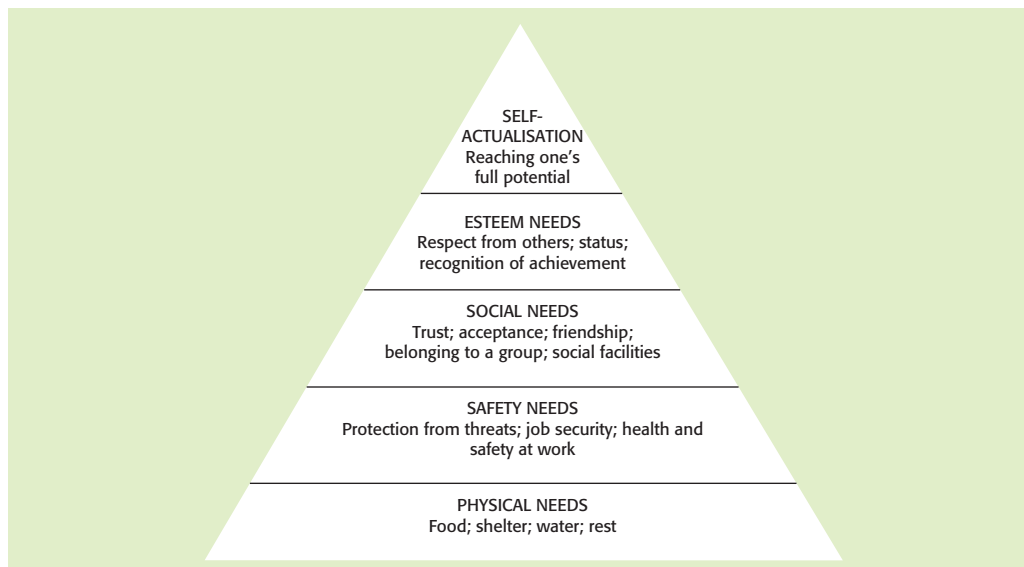 SELF-
ACTUALISATION
Reaching one's
full potential
ESTEEM NEEDS
Respect from others; status;
recognition of achievement
SOCIAL NEEDS
Trust; acceptance; friendship;
belonging to a group; social facilities
SAFETY NEEDS
Protection from threats; job security; health and
safety at work
PHYSICAL NEEDS
Food; shelter; water; rest